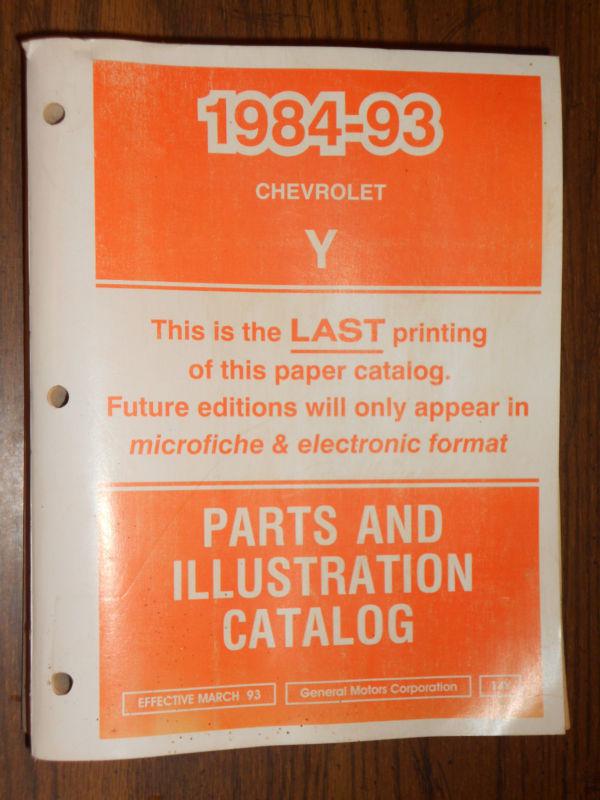 1984-93
CHEVROLET
Y
This is the LAST printing
of this paper catalog.
Future editions will only appear in
microfiche & electronic format
PARTS AND
ILLUSTRATION
CATALOG
EFFECTIVE MARCH 93 General Motors Corporation